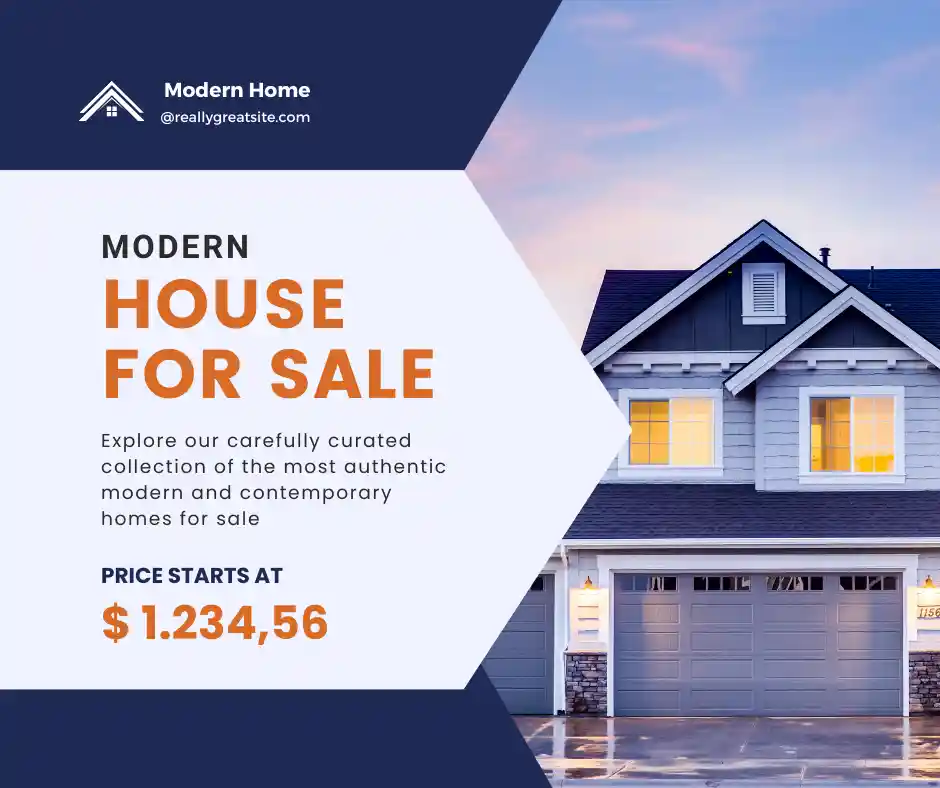 Modern Home
@reallygreatsite.com
MODERN
HOUSE
FOR SALE
Explore our carefully curated
collection of the most authentic
modern and contemporary
homes for sale
PRICE STARTS AT
$ 1.234,56
1156